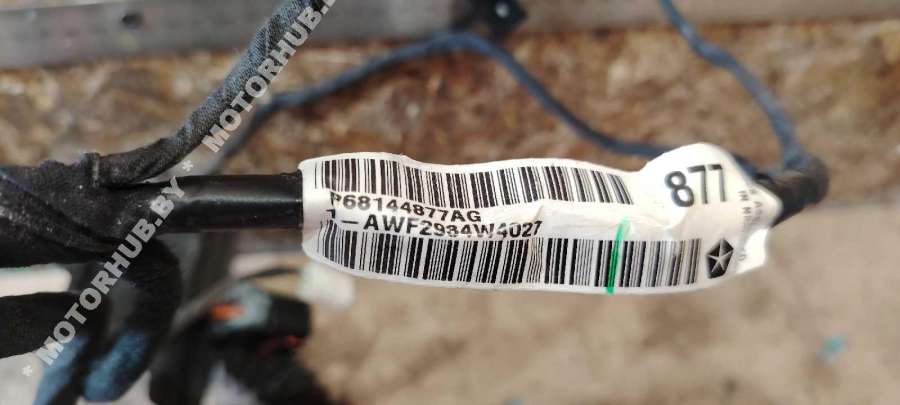 P68144877AG
1-AWF2984W4027
877
* MOTORHUB.BY * MOTORHUB.BY